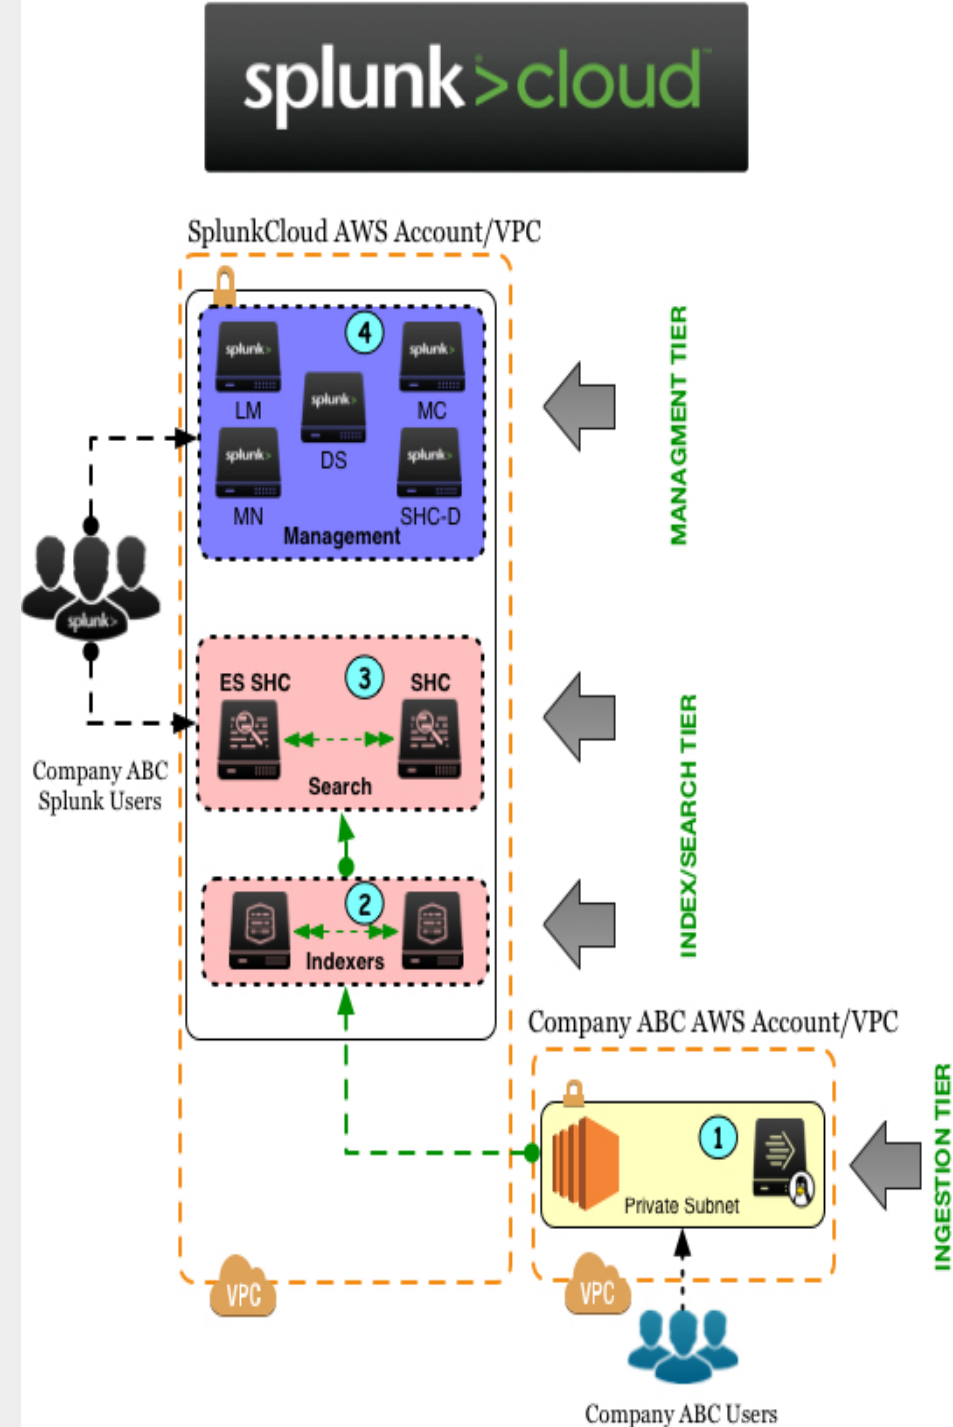 splunk>cloud™
SplunkCloud AWS Account/VPC
4
splunk>
LM
splunk>
MC
splunk>
DS
splunk>
MN
splunk>
SHC-D
Management
MANAGMENT TIER
splunk>
Company ABC
Splunk Users
3
ES SHC
SHC
Search
2
Indexers
INDEX/SEARCH TIER
Company ABC AWS Account/VPC
1
Private Subnet
INGESTION TIER
VPC
VPC
Company ABC Users